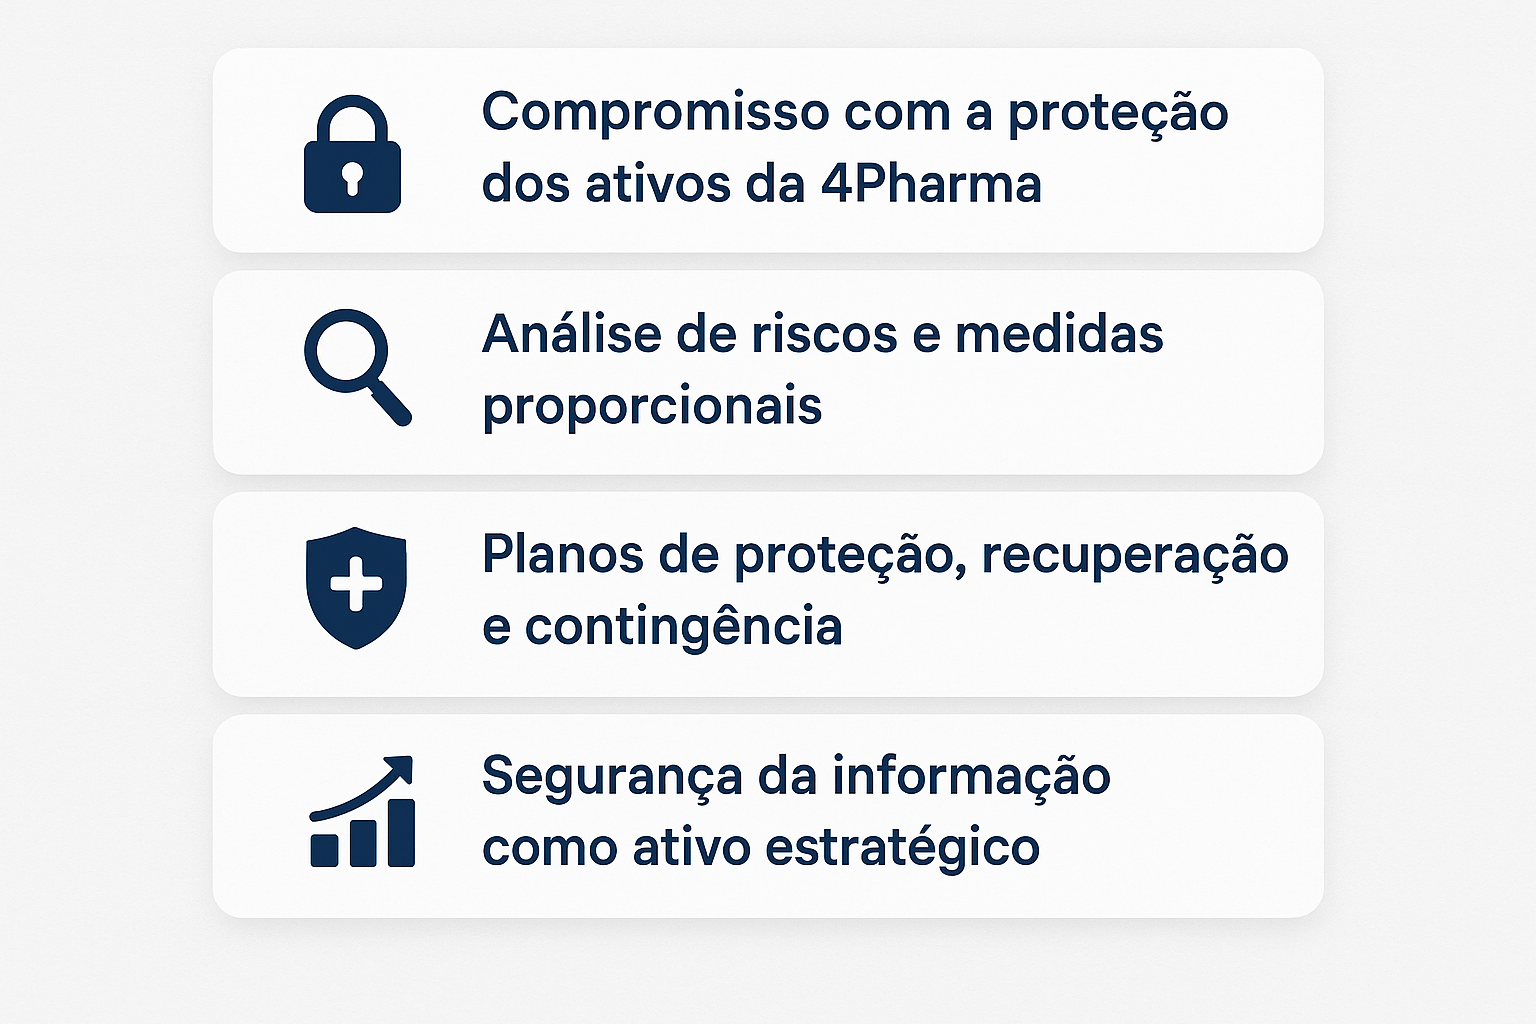 Compromisso com a proteção
dos ativos da 4Pharma
Análise de riscos e medidas
proporcionais
Planos de proteção, recuperação
e contingência
Segurança da informação
como ativo estratégico